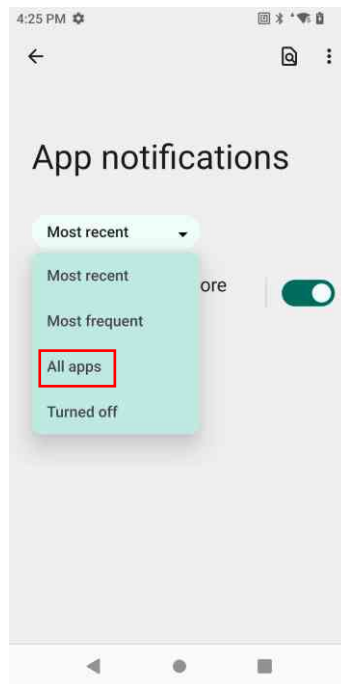 4:25 PM
App notifications
Most recent
Most recent
ore
Most frequent
All apps
Turned off